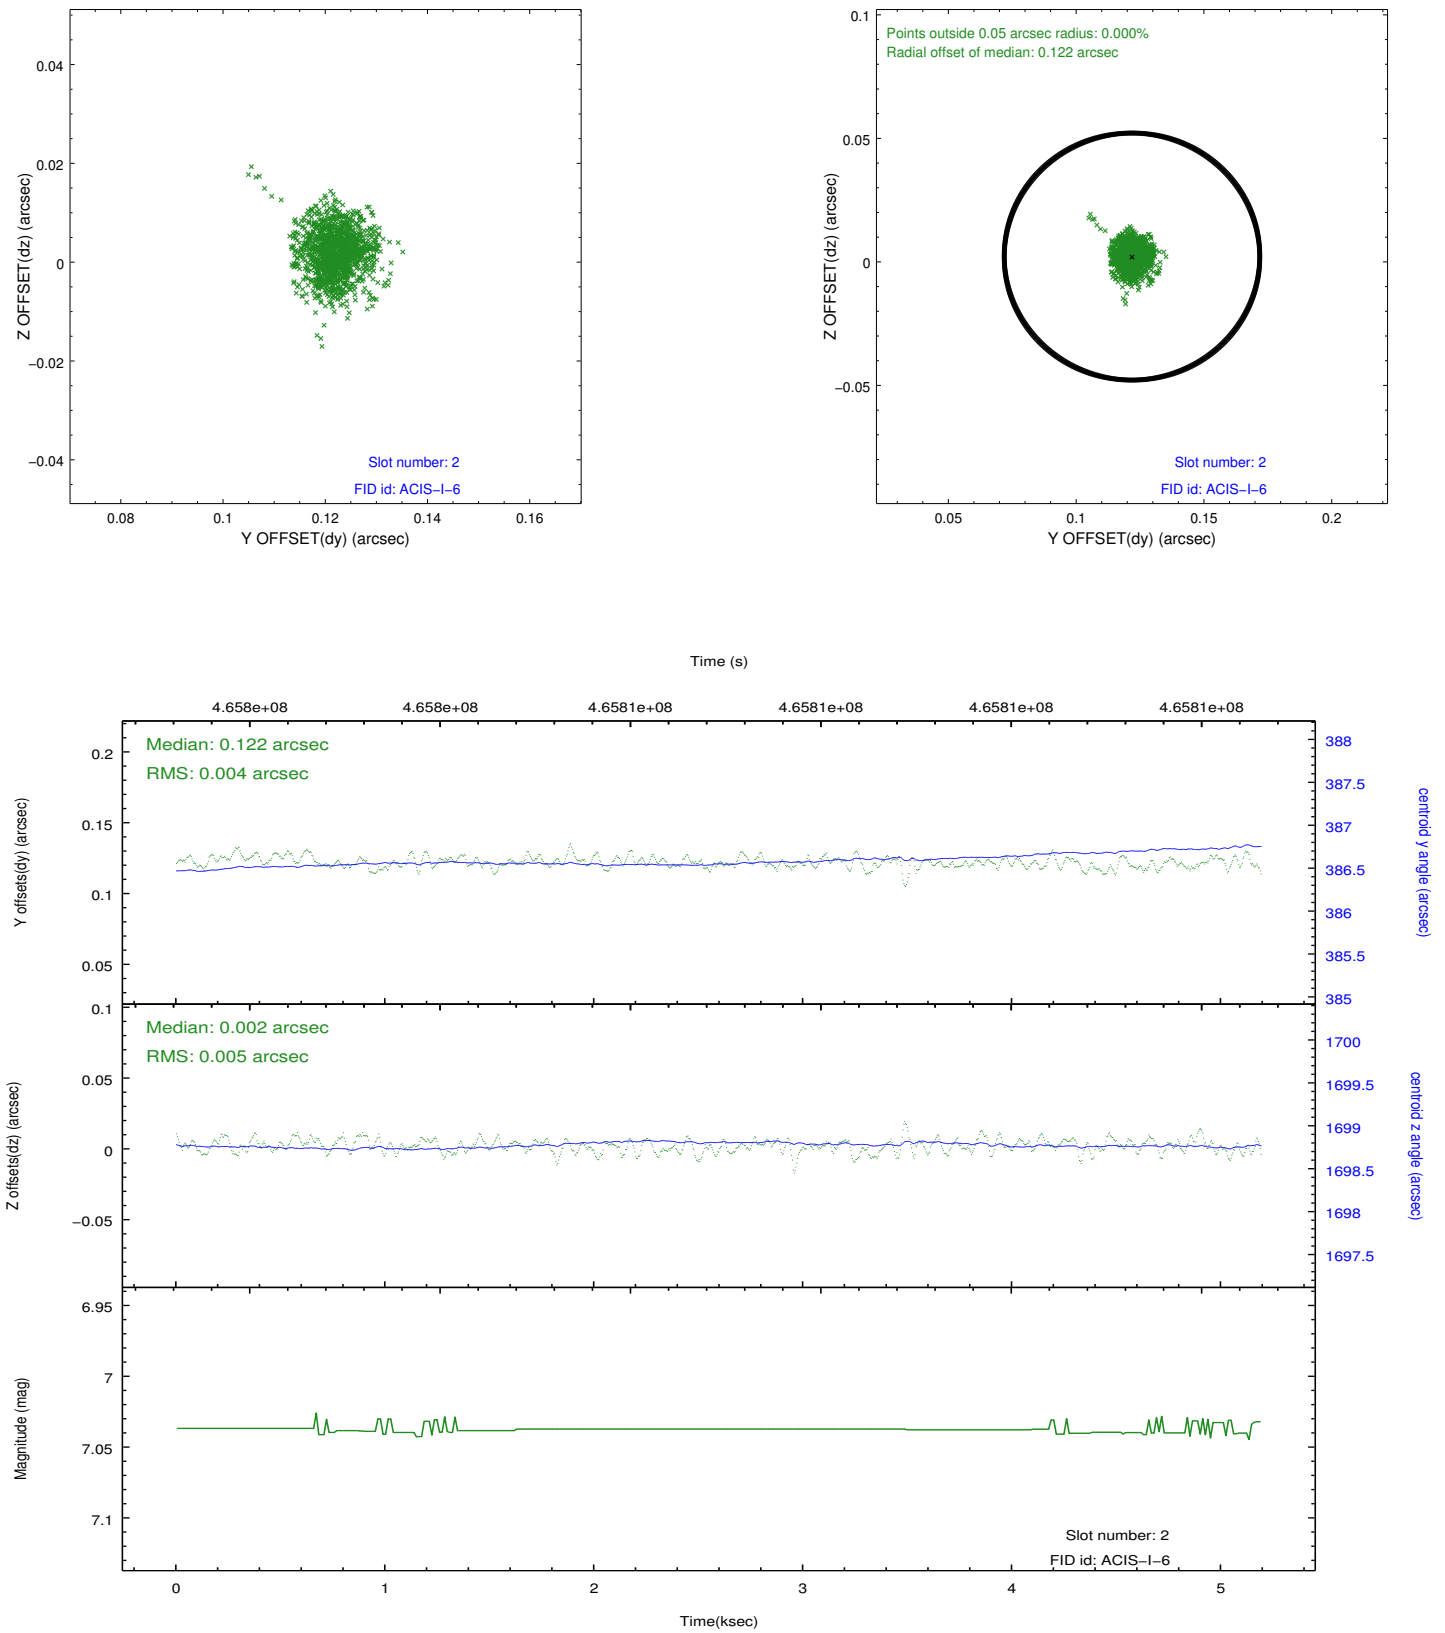 0.04
0.02
0
−0.02
−0.04
Z OFFSET(dz) (arcsec)
Slot number: 2
FID id: ACIS−I−6
0.08
0.1
0.12
0.14
0.16
Y OFFSET(dy) (arcsec)
Points outside 0.05 arcsec radius: 0.000%
Radial offset of median: 0.122 arcsec
0.1
0.05
0
−0.05
Z OFFSET(dz) (arcsec)
Slot number: 2
FID id: ACIS−I−6
0.05
0.1
0.15
0.2
Y OFFSET(dy) (arcsec)
Time (s)
4.658e+08
4.658e+08
4.6581e+08
4.6581e+08
4.6581e+08
4.6581e+08
Median: 0.122 arcsec
RMS: 0.004 arcsec
0.2
0.15
0.1
0.05
Y offsets(dy) (arcsec)
388
387.5
387
386.5
386
385.5
385
centroid y angle (arcsec)
Median: 0.002 arcsec
RMS: 0.005 arcsec
0.1
0.05
0
−0.05
Z offsets(dz) (arcsec)
1700
1699.5
1699
1698.5
1698
1697.5
centroid z angle (arcsec)
6.95
7
7.05
7.1
Magnitude (mag)
Slot number: 2
FID id: ACIS−I−6
0
1
2
3
4
5
Time(ksec)